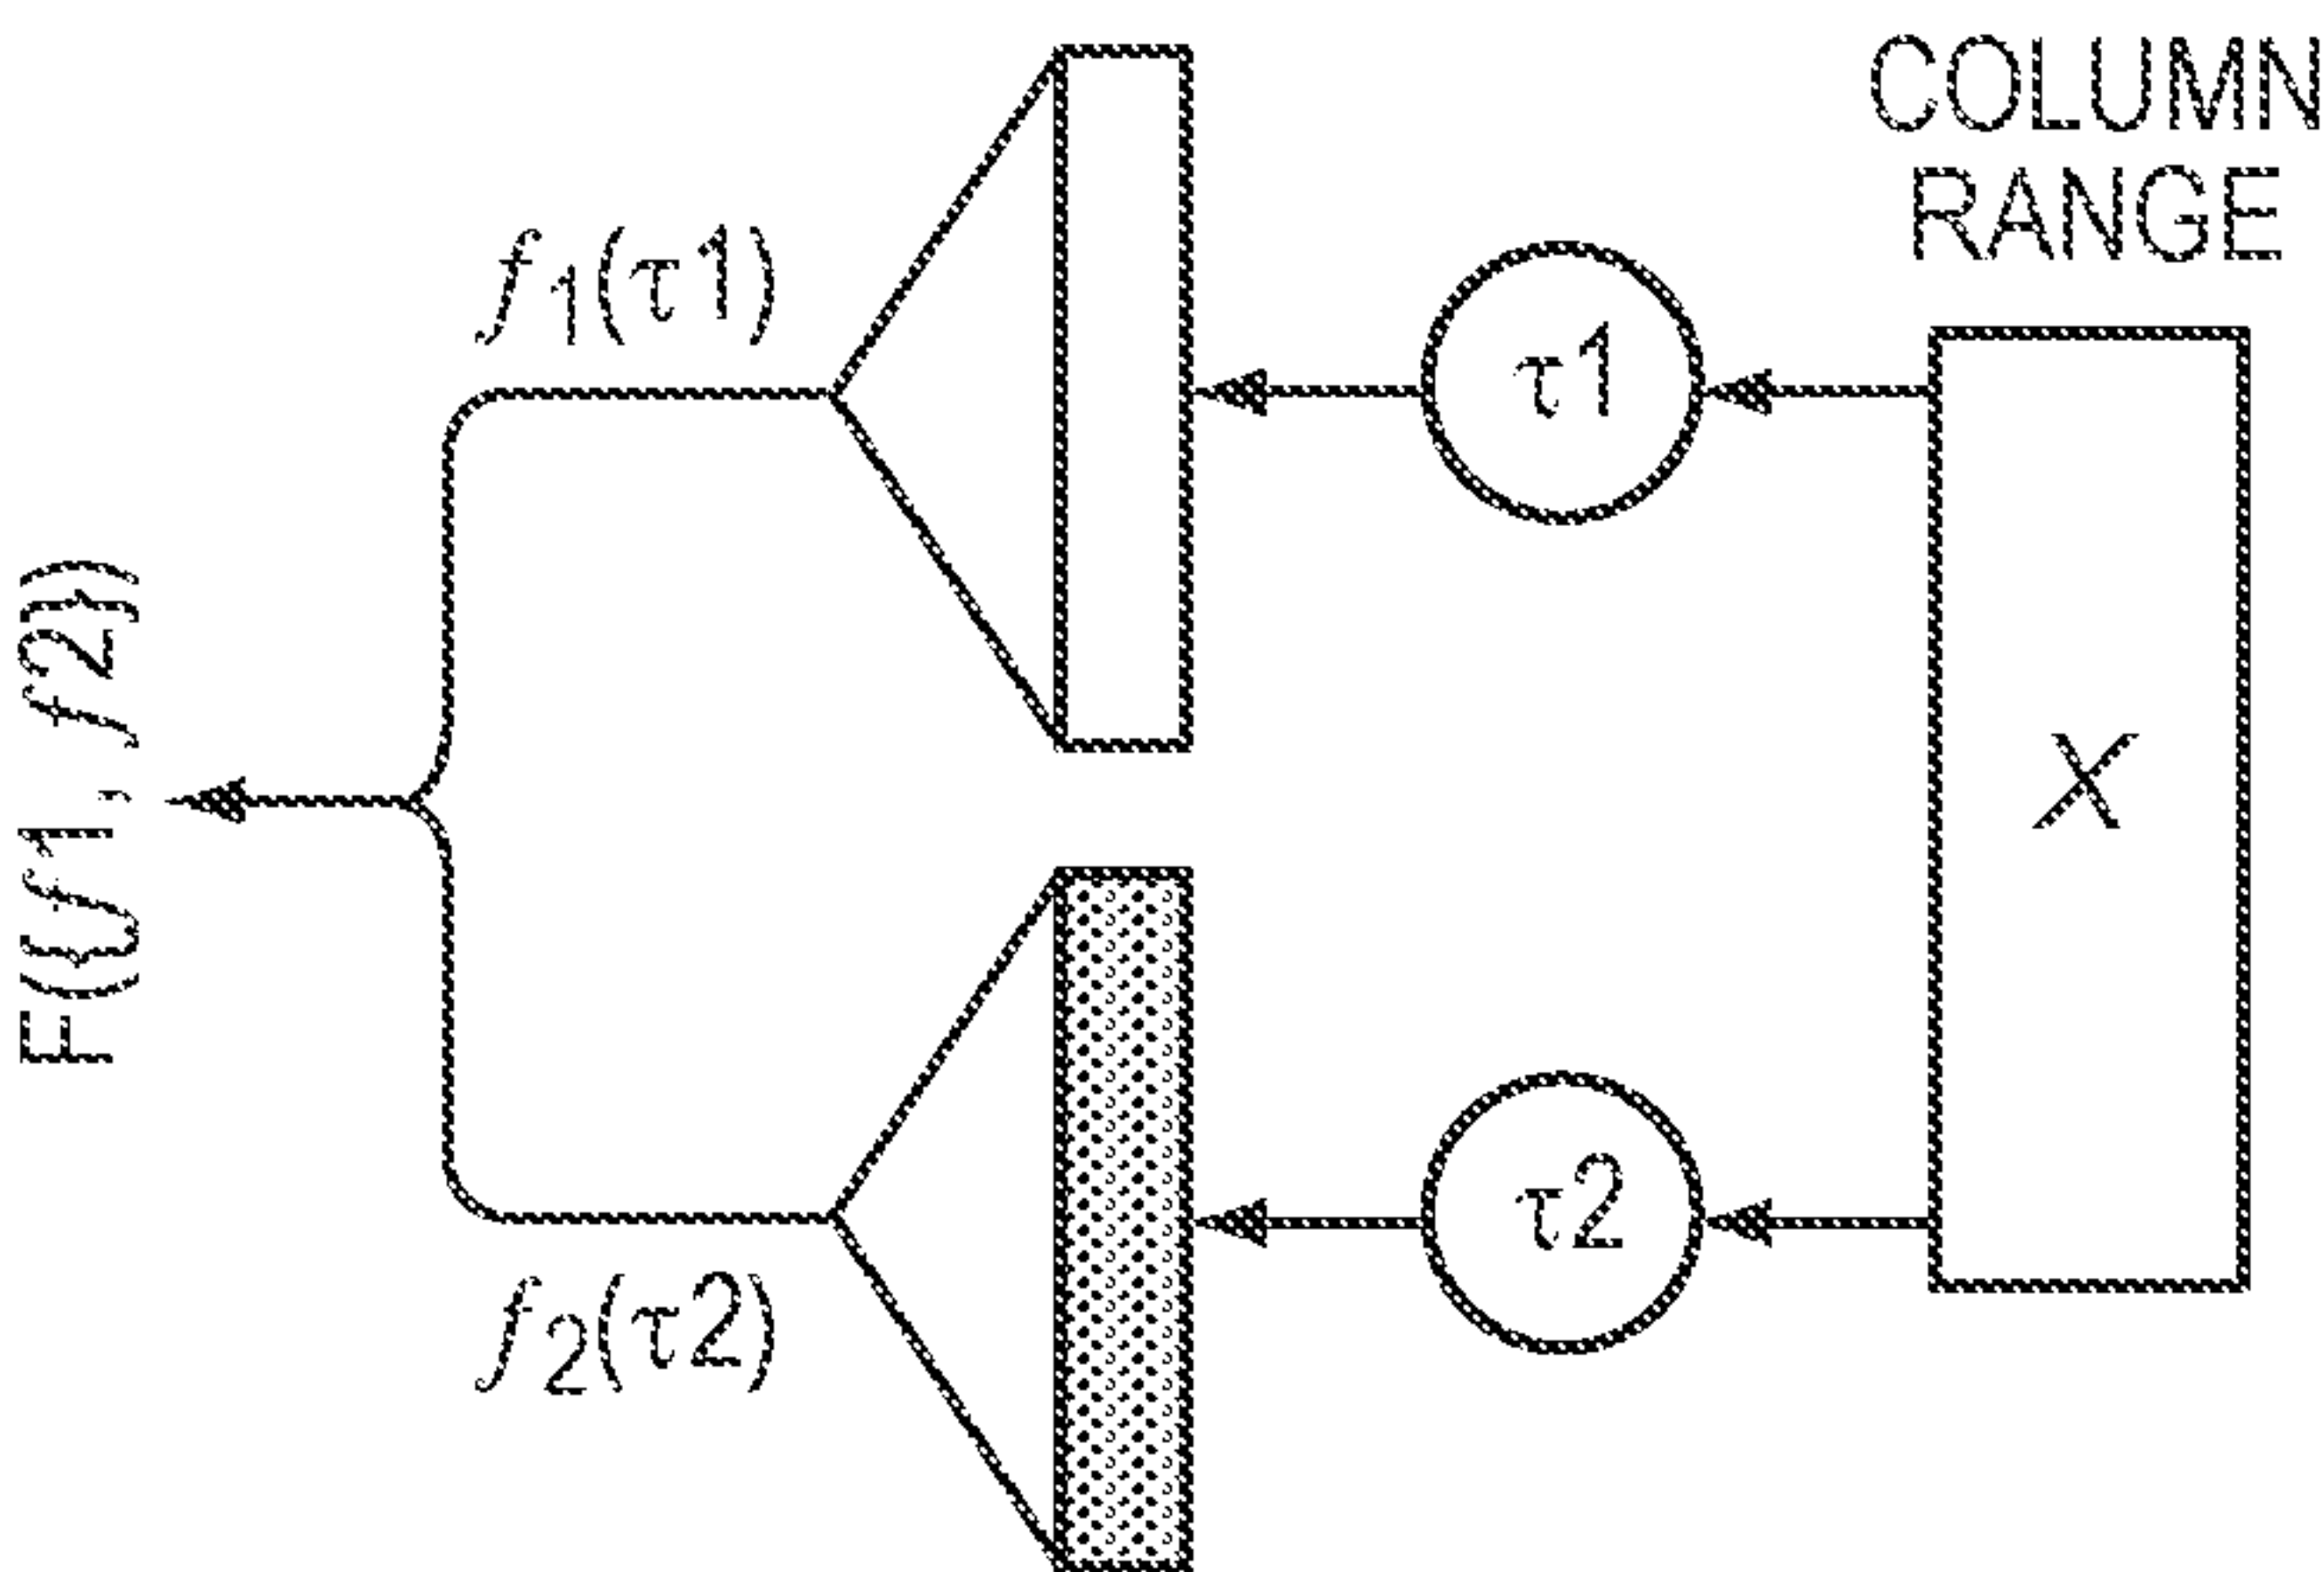 COLUMN
RANGE
f1(τ1)
τ1
F({f1, f2})
X
τ2
f2(τ2)